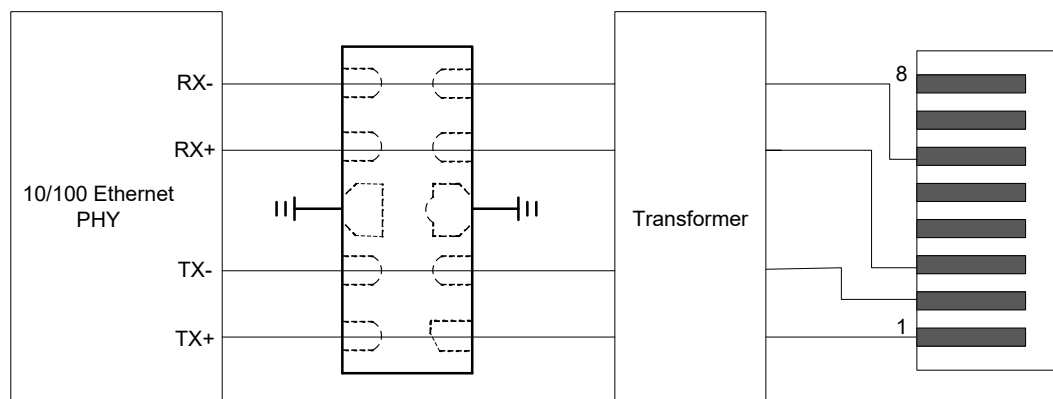 RX-
8
RX+
10/100 Ethernet
PHY
Transformer
TX-
TX+
1